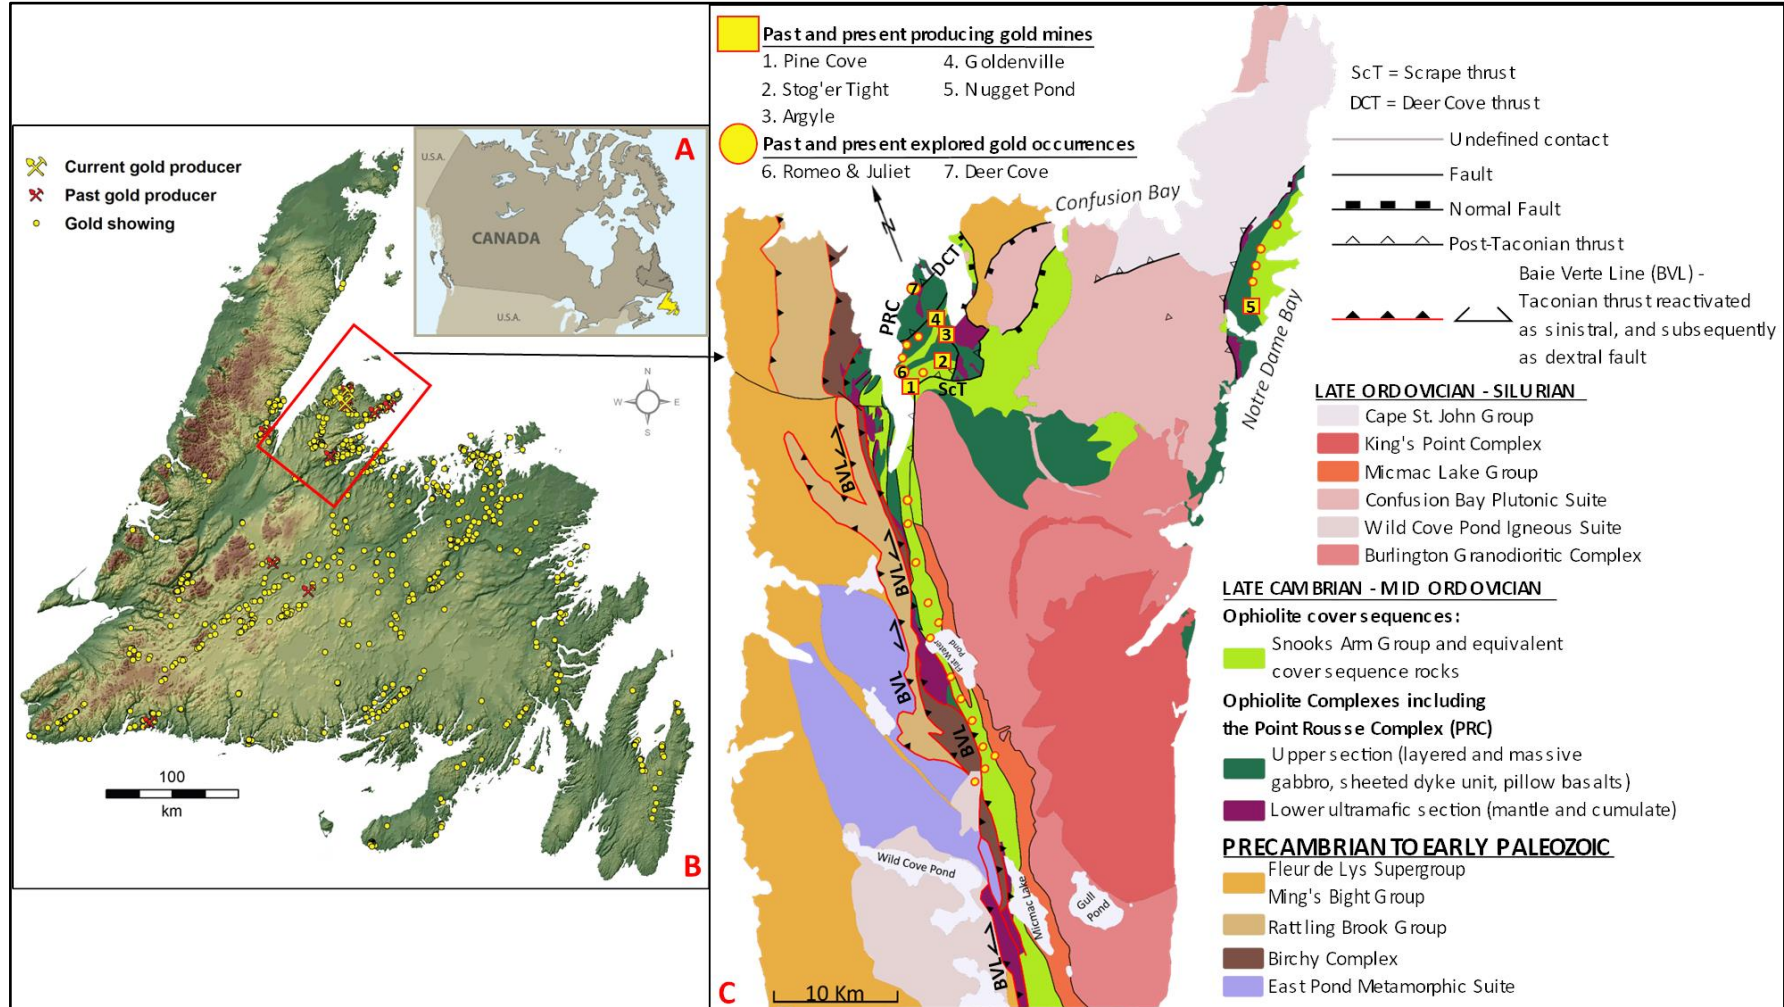 Current gold producer
Past gold producer
Gold showing
A
U.S.A.
CANADA
U.S.A.
N
W E
S
100
km
B
Past and present producing gold mines
1. Pine Cove 4. Goldenville
2. Stog'er Tight 5. Nugget Pond
3. Argyle
Past and present explored gold occurrences
6. Romeo & Juliet 7. Deer Cove
N
Confusion Bay
DCT
PRC
7
4
3
2
6
1
ScT
5
Notre Dame Bay
BVL
BVL
BVL
BVL
BVL
Flat Water
Pond
Wild Cove Pond
Micmac Lake
Gull
Pond
C
10 Km
ScT = Scrape thrust
DCT = Deer Cove thrust
Undefined contact
Fault
Normal Fault
Post-Taconian thrust
Baie Verte Line (BVL) -
Taconian thrust reactivated
as sinistral, and subsequently
as dextral fault
LATE ORDOVICIAN - SILURIAN
Cape St. John Group
King's Point Complex
Micmac Lake Group
Confusion Bay Plutonic Suite
Wild Cove Pond Igneous Suite
Burlington Granodioritic Complex
LATE CAMBRIAN - MID ORDOVICIAN
Ophiolite cover sequences:
Snooks Arm Group and equivalent
cover sequence rocks
Ophiolite Complexes including
the Point Rousse Complex (PRC)
Upper section (layered and massive
gabbro, sheeted dyke unit, pillow basalts)
Lower ultramafic section (mantle and cumulate)
PRECAMBRIAN TO EARLY PALEOZOIC
Fleur de Lys Supergroup
Ming's Bight Group
Rattling Brook Group
Birchy Complex
East Pond Metamorphic Suite